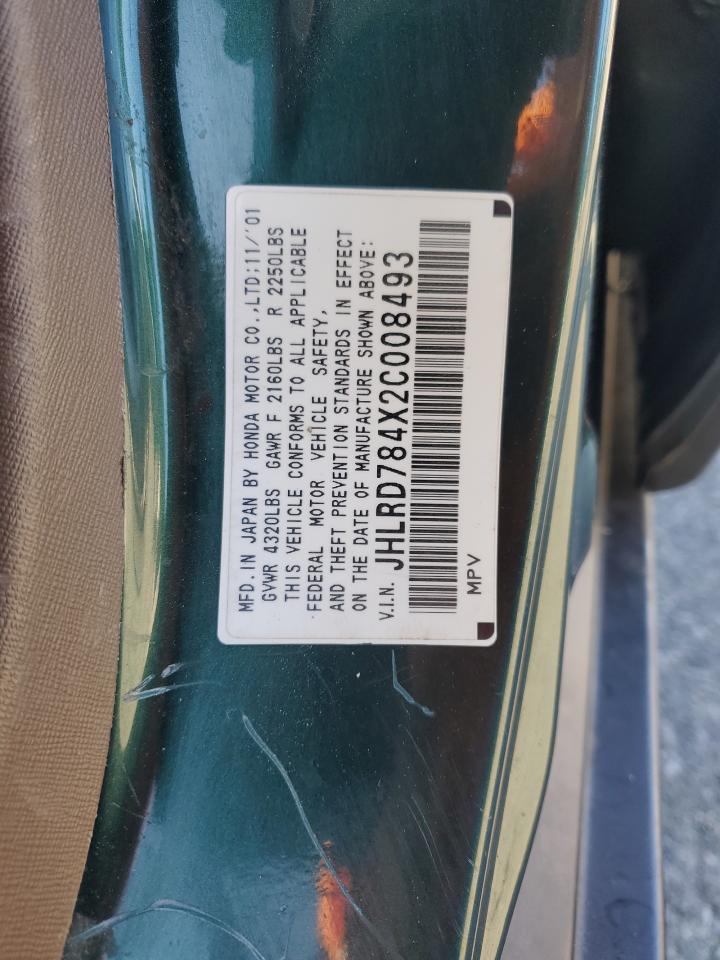 MFD.IN JAPAN BY HONDA MOTOR CO.,LTD:11/'01
GVWR 4320LBS GAWR F 2160LBS R 2250LBS
THIS VEHICLE CONFORMS TO ALL APPLICABLE
FEDERAL MOTOR VEHICLE SAFETY,
AND THEFT PREVENTION STANDARDS IN EFFECT
ON THE DATE OF MANUFACTURE SHOWN ABOVE:
V.I.N. JHLRD784X2C008493
MPV